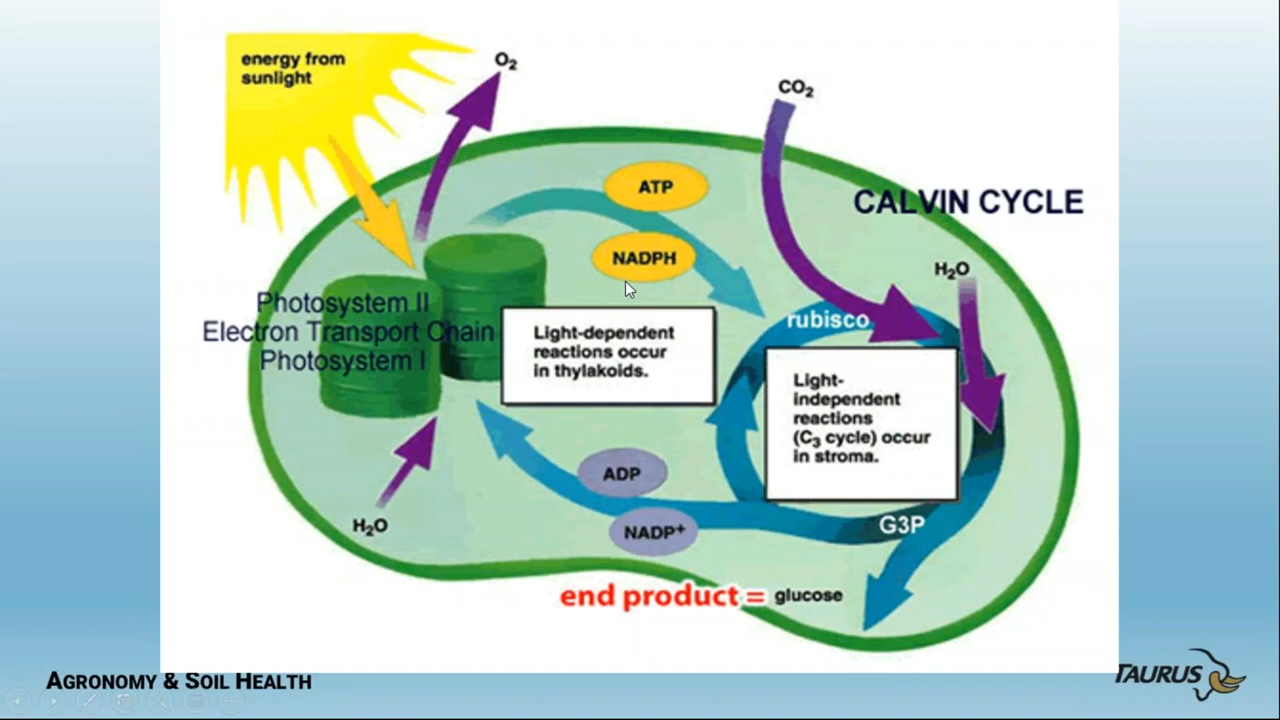 energy from
sunlight
O₂
CO₂
ATP
CALVIN CYCLE
NADPH
H₂O
Photosystem II
Electron Transport Chain
Photosystem I
rubisco
Light-dependent
reactions occur
in thylakoids.
Light-
independent
reactions
(C₃ cycle) occur
in stroma.
ADP
H₂O
NADP⁺
G3P
end product = glucose
AGRONOMY & SOIL HEALTH
TAURUS